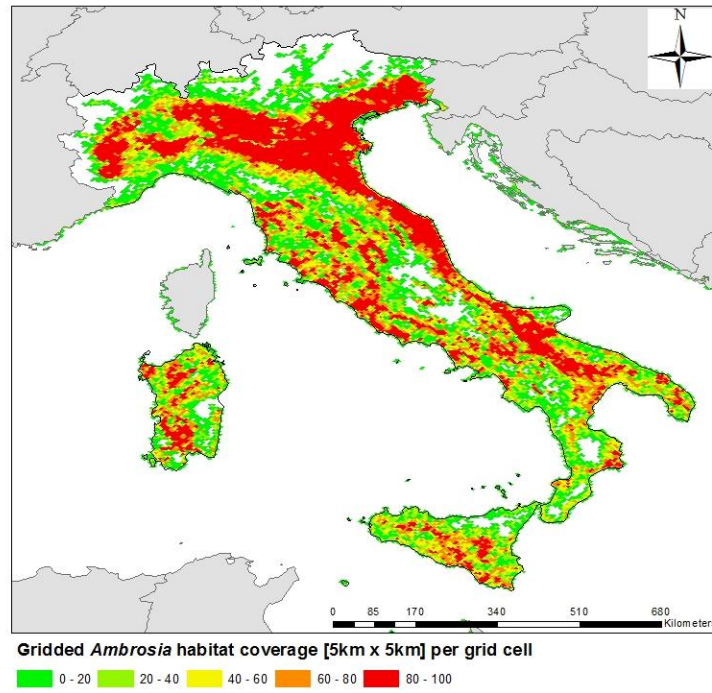 N
0 85 170 340 510 680
Kilometers
Gridded Ambrosia habitat coverage [5km x 5km] per grid cell
0 - 20 20 - 40 40 - 60 60 - 80 80 - 100